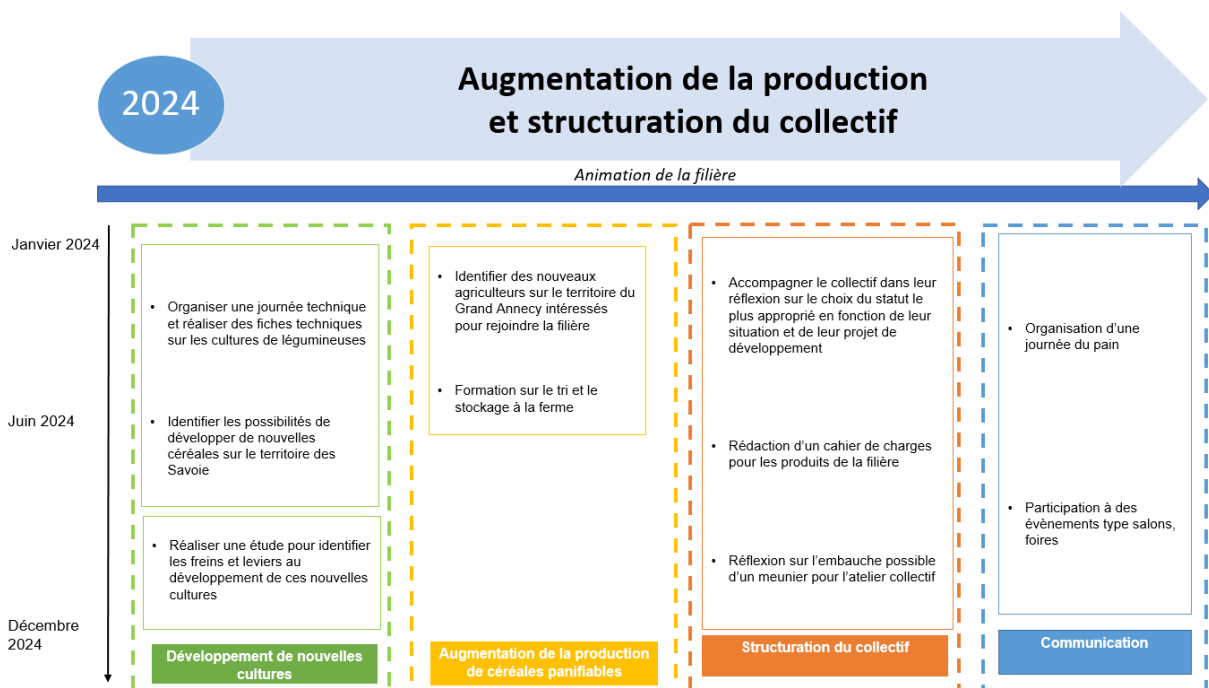 2024
Augmentation de la production
et structuration du collectif
Animation de la filière
Janvier 2024
Juin 2024
Décembre
2024
• Organiser une journée technique
et réaliser des fiches techniques
sur les cultures de légumineuses
• Identifier les possibilités de
développer de nouvelles
céréales sur le territoire des
Savoie
• Réaliser une étude pour identifier
les freins et leviers au
développement de ces nouvelles
cultures
Développement de nouvelles
cultures
• Identifier des nouveaux
agriculteurs sur le territoire du
Grand Annecy intéressés
pour rejoindre la filière
• Formation sur le tri et le
stockage à la ferme
Augmentation de la production
de céréales panifiables
• Accompagner le collectif dans leur
réflexion sur le choix du statut le
plus approprié en fonction de leur
situation et de leur projet de
développement
• Rédaction d’un cahier de charges
pour les produits de la filière
• Réflexion sur l’embauche possible
d’un meunier pour l’atelier collectif
Structuration du collectif
• Organisation d’une
journée du pain
• Participation à des
évènements type salons,
foires
Communication